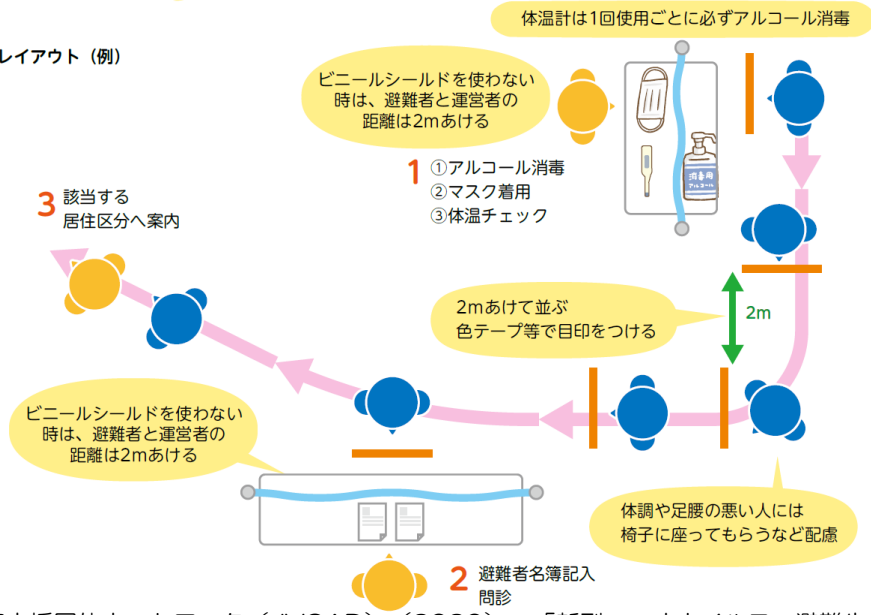 体温計は1回使用ごとに必ずアルコール消毒
レイアウト（例）
ビニールシールドを使わない
時は、避難者と運営者の
距離は2mあける
1 ①アルコール消毒
②マスク着用
③体温チェック
消毒用
アルコール
3 該当する
居住区分へ案内
2mあけて並ぶ
色テープ等で目印をつける
2m
ビニールシールドを使わない
時は、避難者と運営者の
距離は2mあける
体調や足腰の悪い人には
椅子に座ってもらうなど配慮
2 避難者名簿記入
問診